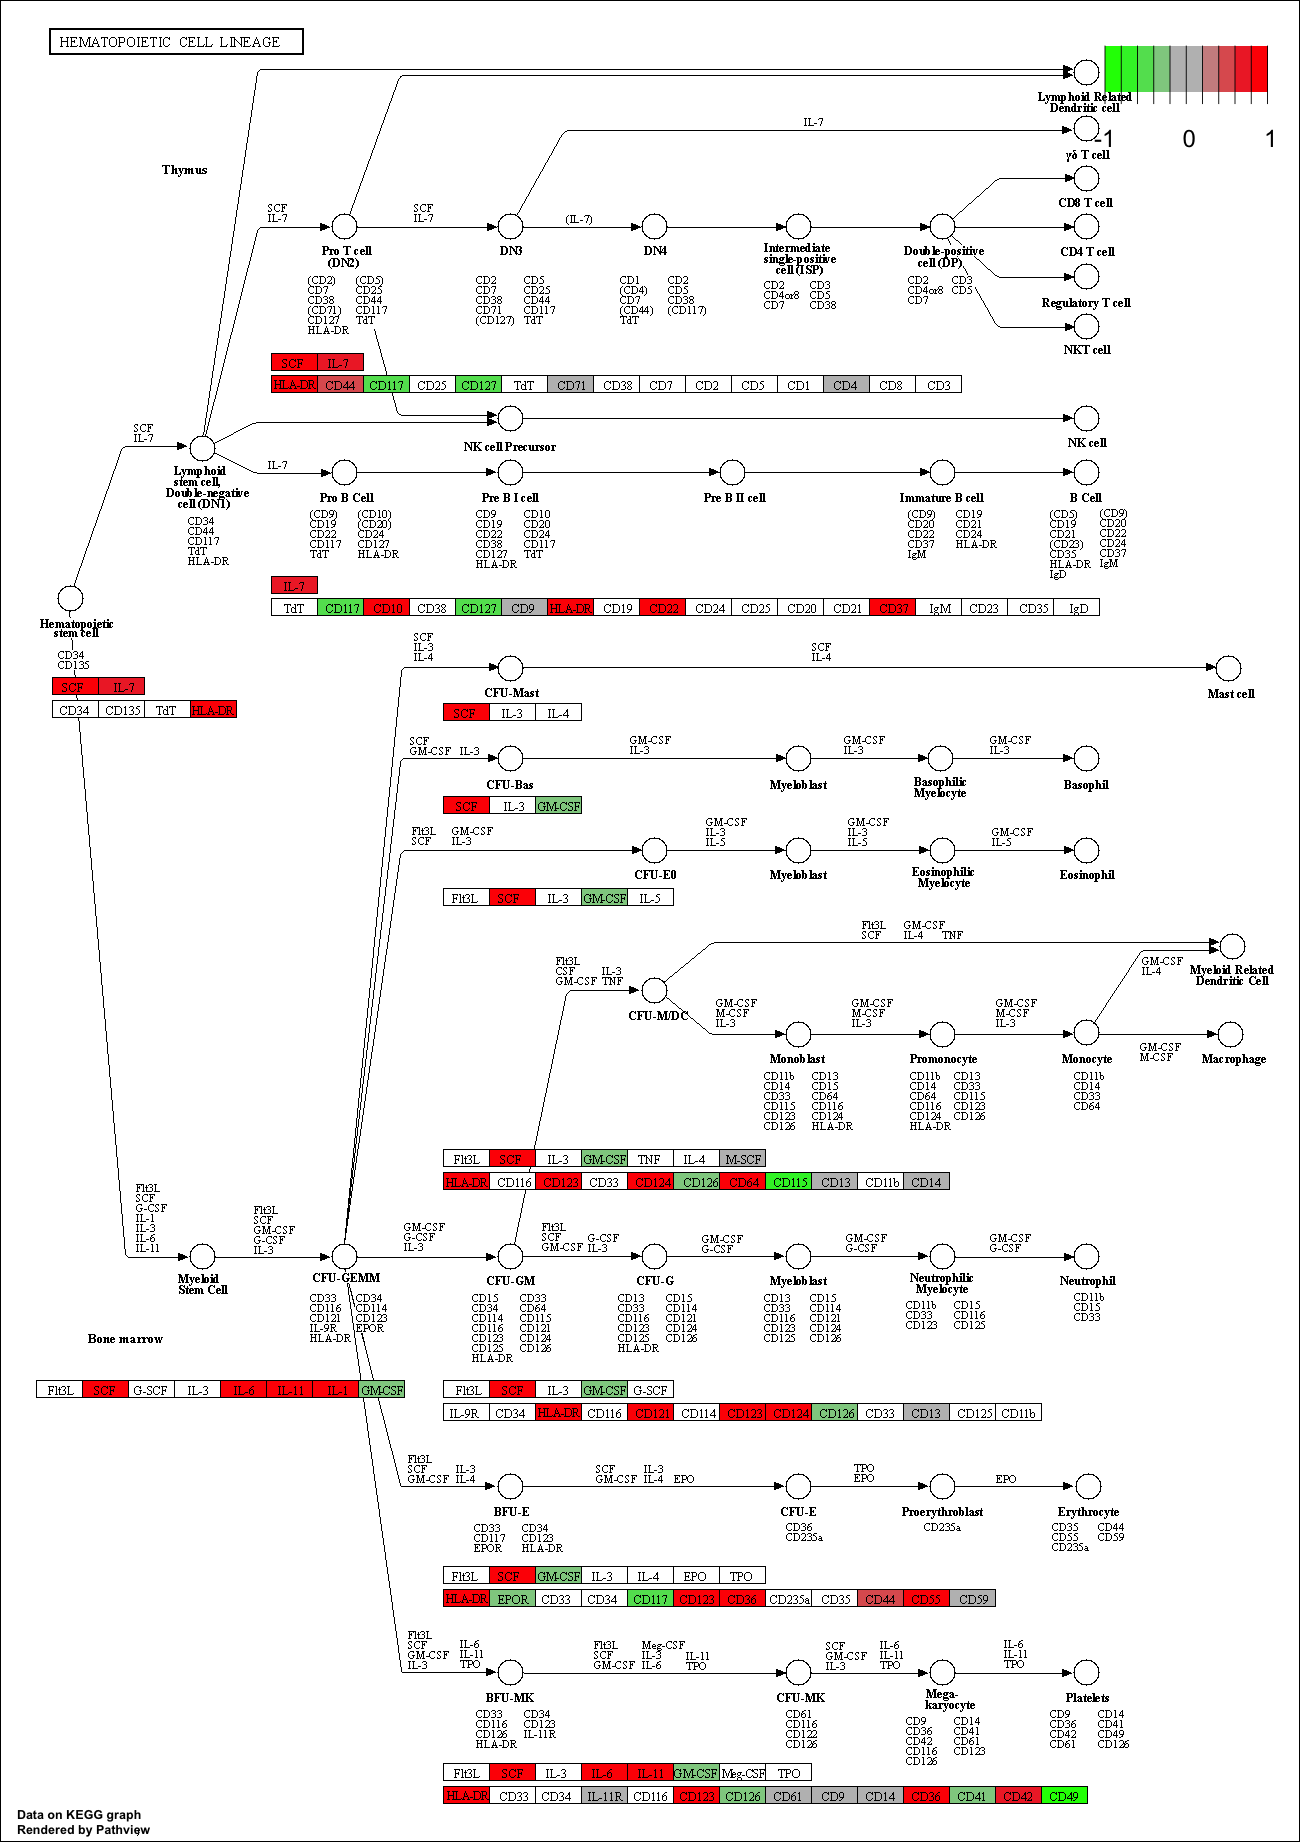 HEMATOPOIETIC CELL LINEAGE
-1 0 1
Lymphoid Related
Dendritic cell
IL-7
γδ T cell
Thymus
CD8 T cell
SCF
IL-7
SCF
IL-7
(IL-7)
Pro T cell
(DN2)
DN3
DN4
Intermediate
single-positive
cell (ISP)
Double-positive
cell (DP)
CD4 T cell
Regulatory T cell
NKT cell
(CD2) (CD5)
CD7 CD25
CD38 CD44
(CD71) CD117
CD127 TdT
HLA-DR
CD2 CD5
CD7 CD25
CD38 CD44
CD71 CD117
(CD127) TdT
CD1 CD2
(CD4) CD5
CD7 CD38
(CD44) (CD117)
TdT
CD2 CD3
CD4or8 CD5
CD7 CD38
CD2 CD3
CD4or8 CD5
CD7
SCF IL-7
HLA-DR CD44 CD117 CD25 CD127 TdT CD71 CD38 CD7 CD2 CD5 CD1 CD4 CD8 CD3
SCF
IL-7
NK cell Precursor
NK cell
Lymphoid
stem cell,
Double-negative
cell (DN1)
CD34
CD44
CD117
TdT
HLA-DR
IL-7
Pro B Cell
Pre B I cell
Pre B II cell
Immature B cell
B Cell
(CD9) (CD10)
CD19 (CD20)
CD22 CD24
CD117 CD127
TdT HLA-DR
CD9 CD10
CD19 CD20
CD22 CD24
CD38 CD117
CD127 TdT
HLA-DR
(CD9) CD19
CD20 CD21
CD22 CD24
CD37 HLA-DR
IgM
(CD5) (CD9)
CD19 CD20
CD21 CD22
(CD23) CD24
CD35 CD37
HLA-DR IgM
IgD
IL-7
TdT CD117 CD10 CD38 CD127 CD9 HLA-DR CD19 CD22 CD24 CD25 CD20 CD21 CD37 IgM CD23 CD35 IgD
Hematopoietic
stem cell
CD34
CD135
SCF IL-7
CD34 CD135 TdT HLA-DR
SCF
IL-3
IL-4
SCF
IL-4
CFU-Mast
Mast cell
SCF IL-3 IL-4
SCF
GM-CSF IL-3
GM-CSF
IL-3
GM-CSF
IL-3
GM-CSF
IL-3
CFU-Bas
Myeloblast
Basophilic
Myelocyte
Basophil
SCF IL-3 GM-CSF
Flt3L GM-CSF
SCF IL-3
GM-CSF
IL-3
IL-5
GM-CSF
IL-3
IL-5
GM-CSF
IL-5
CFU-E0
Myeloblast
Eosinophilic
Myelocyte
Eosinophil
Flt3L SCF IL-3 GM-CSF IL-5
Flt3L GM-CSF
SCF IL-4 TNF
Flt3L
CSF IL-3
GM-CSF TNF
CFU-M/DC
GM-CSF
IL-4
Myeloid Related
Dendritic Cell
GM-CSF
M-CSF
IL-3
GM-CSF
M-CSF
IL-3
GM-CSF
M-CSF
IL-3
GM-CSF
M-CSF
Monoblast
Promonocyte
Monocyte
Macrophage
CD11b CD13
CD14 CD15
CD33 CD64
CD115 CD116
CD123 CD124
CD126 HLA-DR
CD11b CD13
CD14 CD33
CD64 CD115
CD116 CD123
CD124 CD126
HLA-DR
CD11b
CD14
CD33
CD64
Flt3L SCF IL-3 GM-CSF TNF IL-4 M-SCF
HLA-DR CD116 CD123 CD33 CD124 CD126 CD64 CD115 CD13 CD11b CD14
Flt3L
SCF
G-CSF
IL-1
IL-3
IL-6
IL-11
Flt3L
SCF
GM-CSF
G-CSF
IL-3
GM-CSF
G-CSF
IL-3
Flt3L
SCF G-CSF
GM-CSF IL-3
GM-CSF
G-CSF
GM-CSF
G-CSF
GM-CSF
G-CSF
Myeloid
Stem Cell
CFU-GEMM
CFU-GM
CFU-G
Myeloblast
Neutrophilic
Myelocyte
Neutrophil
CD33 CD34
CD116 CD114
CD121 CD123
IL-9R EPOR
HLA-DR
CD15 CD33
CD34 CD64
CD114 CD115
CD116 CD121
CD123 CD124
CD125 CD126
HLA-DR
CD13 CD15
CD33 CD114
CD116 CD121
CD123 CD124
CD125 CD126
HLA-DR
CD13 CD15
CD33 CD114
CD116 CD121
CD123 CD124
CD125 CD126
CD11b CD15
CD33 CD116
CD123 CD125
CD11b
CD15
CD33
Bone marrow
Flt3L SCF G-SCF IL-3 IL-6 IL-11 IL-1 GM-CSF
Flt3L SCF IL-3 GM-CSF G-SCF
IL-9R CD34 HLA-DR CD116 CD121 CD114 CD123 CD124 CD126 CD33 CD13 CD125 CD11b
Flt3L
SCF IL-3
GM-CSF IL-4
SCF IL-3
GM-CSF IL-4 EPO
TPO
EPO
EPO
BFU-E
CFU-E
Proerythroblast
Erythrocyte
CD33 CD34
CD117 CD123
EPOR HLA-DR
CD36
CD235a
CD235a
CD35 CD44
CD55 CD59
CD235a
Flt3L SCF GM-CSF IL-3 IL-4 EPO TPO
HLA-DR EPOR CD33 CD34 CD117 CD123 CD36 CD235a CD35 CD44 CD55 CD59
Flt3L
SCF IL-6
GM-CSF IL-11
IL-3 TPO
Flt3L Meg-CSF
SCF IL-3 IL-11
GM-CSF IL-6 TPO
SCF IL-6
GM-CSF IL-11
IL-3 TPO
IL-6
IL-11
TPO
BFU-MK
CFU-MK
Mega-
karyocyte
Platelets
CD33 CD34
CD116 CD123
CD126 IL-11R
HLA-DR
CD61
CD116
CD122
CD126
CD9 CD14
CD36 CD41
CD42 CD61
CD116 CD123
CD126
CD9 CD14
CD36 CD41
CD42 CD49
CD61 CD126
Flt3L SCF IL-3 IL-6 IL-11 GM-CSF Meg-CSF TPO
HLA-DR CD33 CD34 IL-11R CD116 CD123 CD126 CD61 CD9 CD14 CD36 CD41 CD42 CD49
Data on KEGG graph
Rendered by Pathview